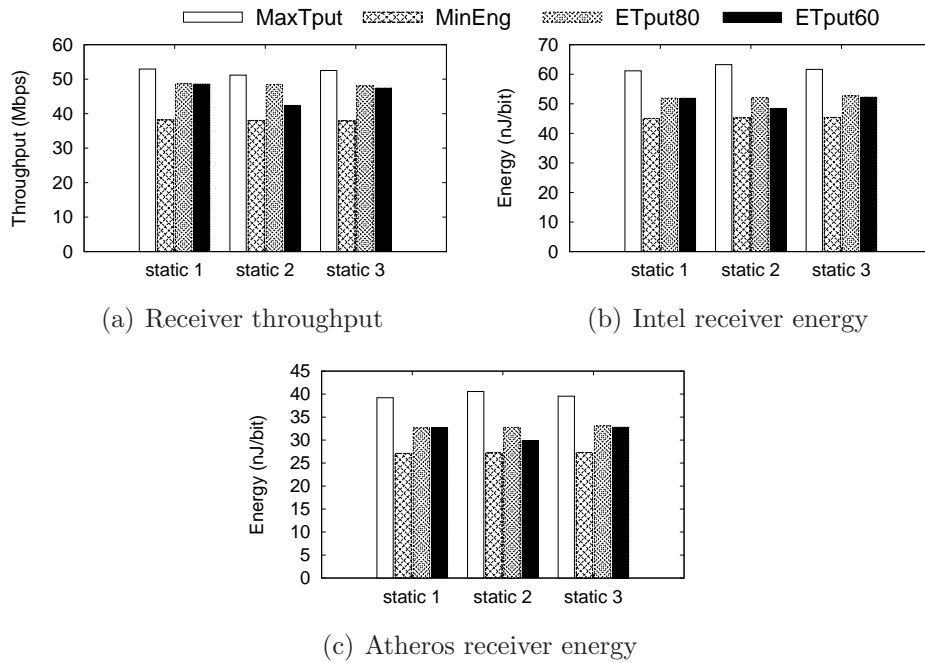 MaxTput MinEng ETput80 ETput60
60
50
40
30
20
10
0
Throughput (Mbps)
static 1 static 2 static 3
(a) Receiver throughput
70
60
50
40
30
20
10
0
Energy (nJ/bit)
static 1 static 2 static 3
(b) Intel receiver energy
45
40
35
30
25
20
15
10
5
0
Energy (nJ/bit)
static 1 static 2 static 3
(c) Atheros receiver energy